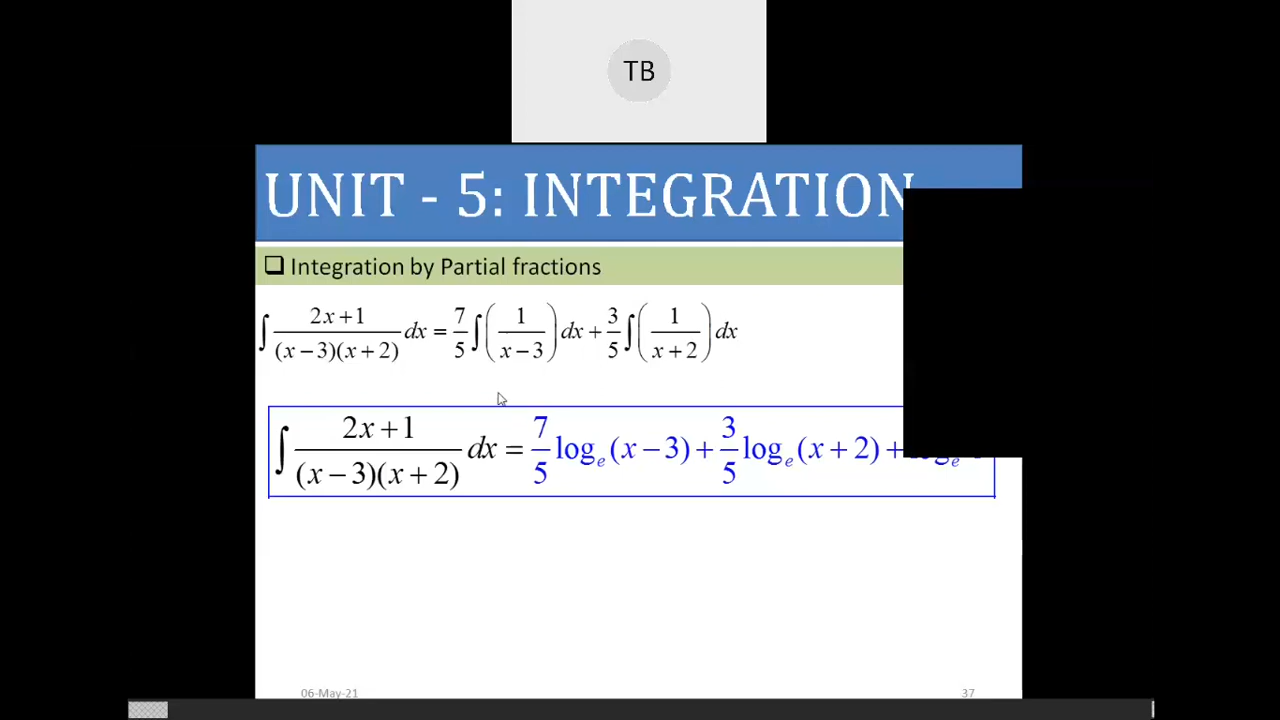 TB
UNIT - 5: INTEGRATION
❑ Integration by Partial fractions
∫ (2x+1)/((x−3)(x+2)) dx = 7/5 ∫ (1/(x−3)) dx + 3/5 ∫ (1/(x+2)) dx
∫ (2x+1)/((x−3)(x+2)) dx = 7/5 logₑ(x−3) + 3/5 logₑ(x+2) +
06-May-21
37